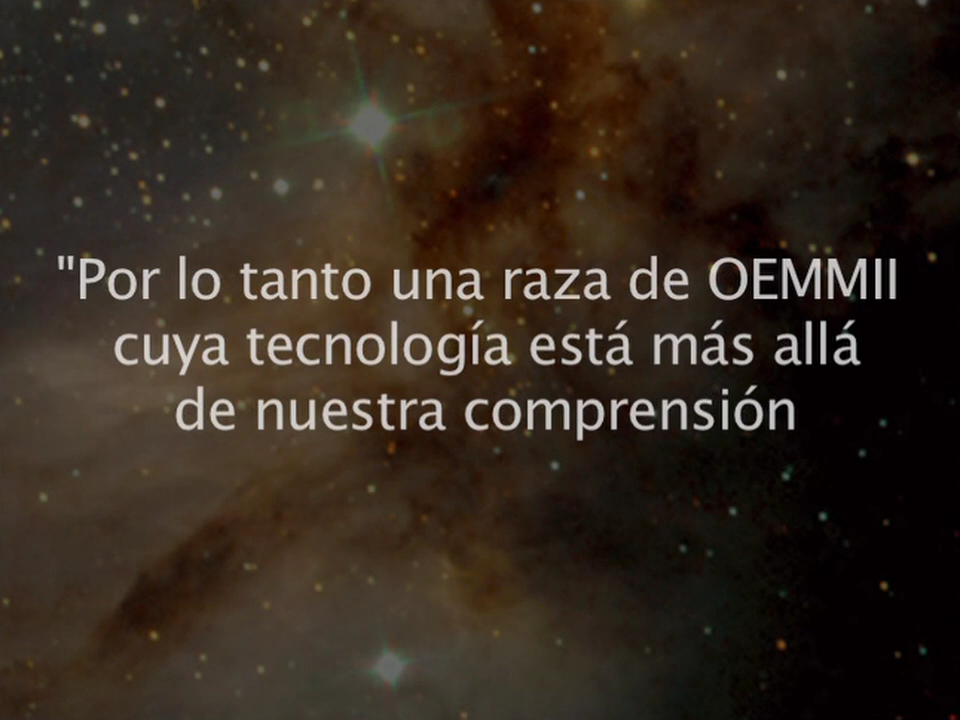 "Por lo tanto una raza de OEMMII
cuya tecnología está más allá
de nuestra comprensión